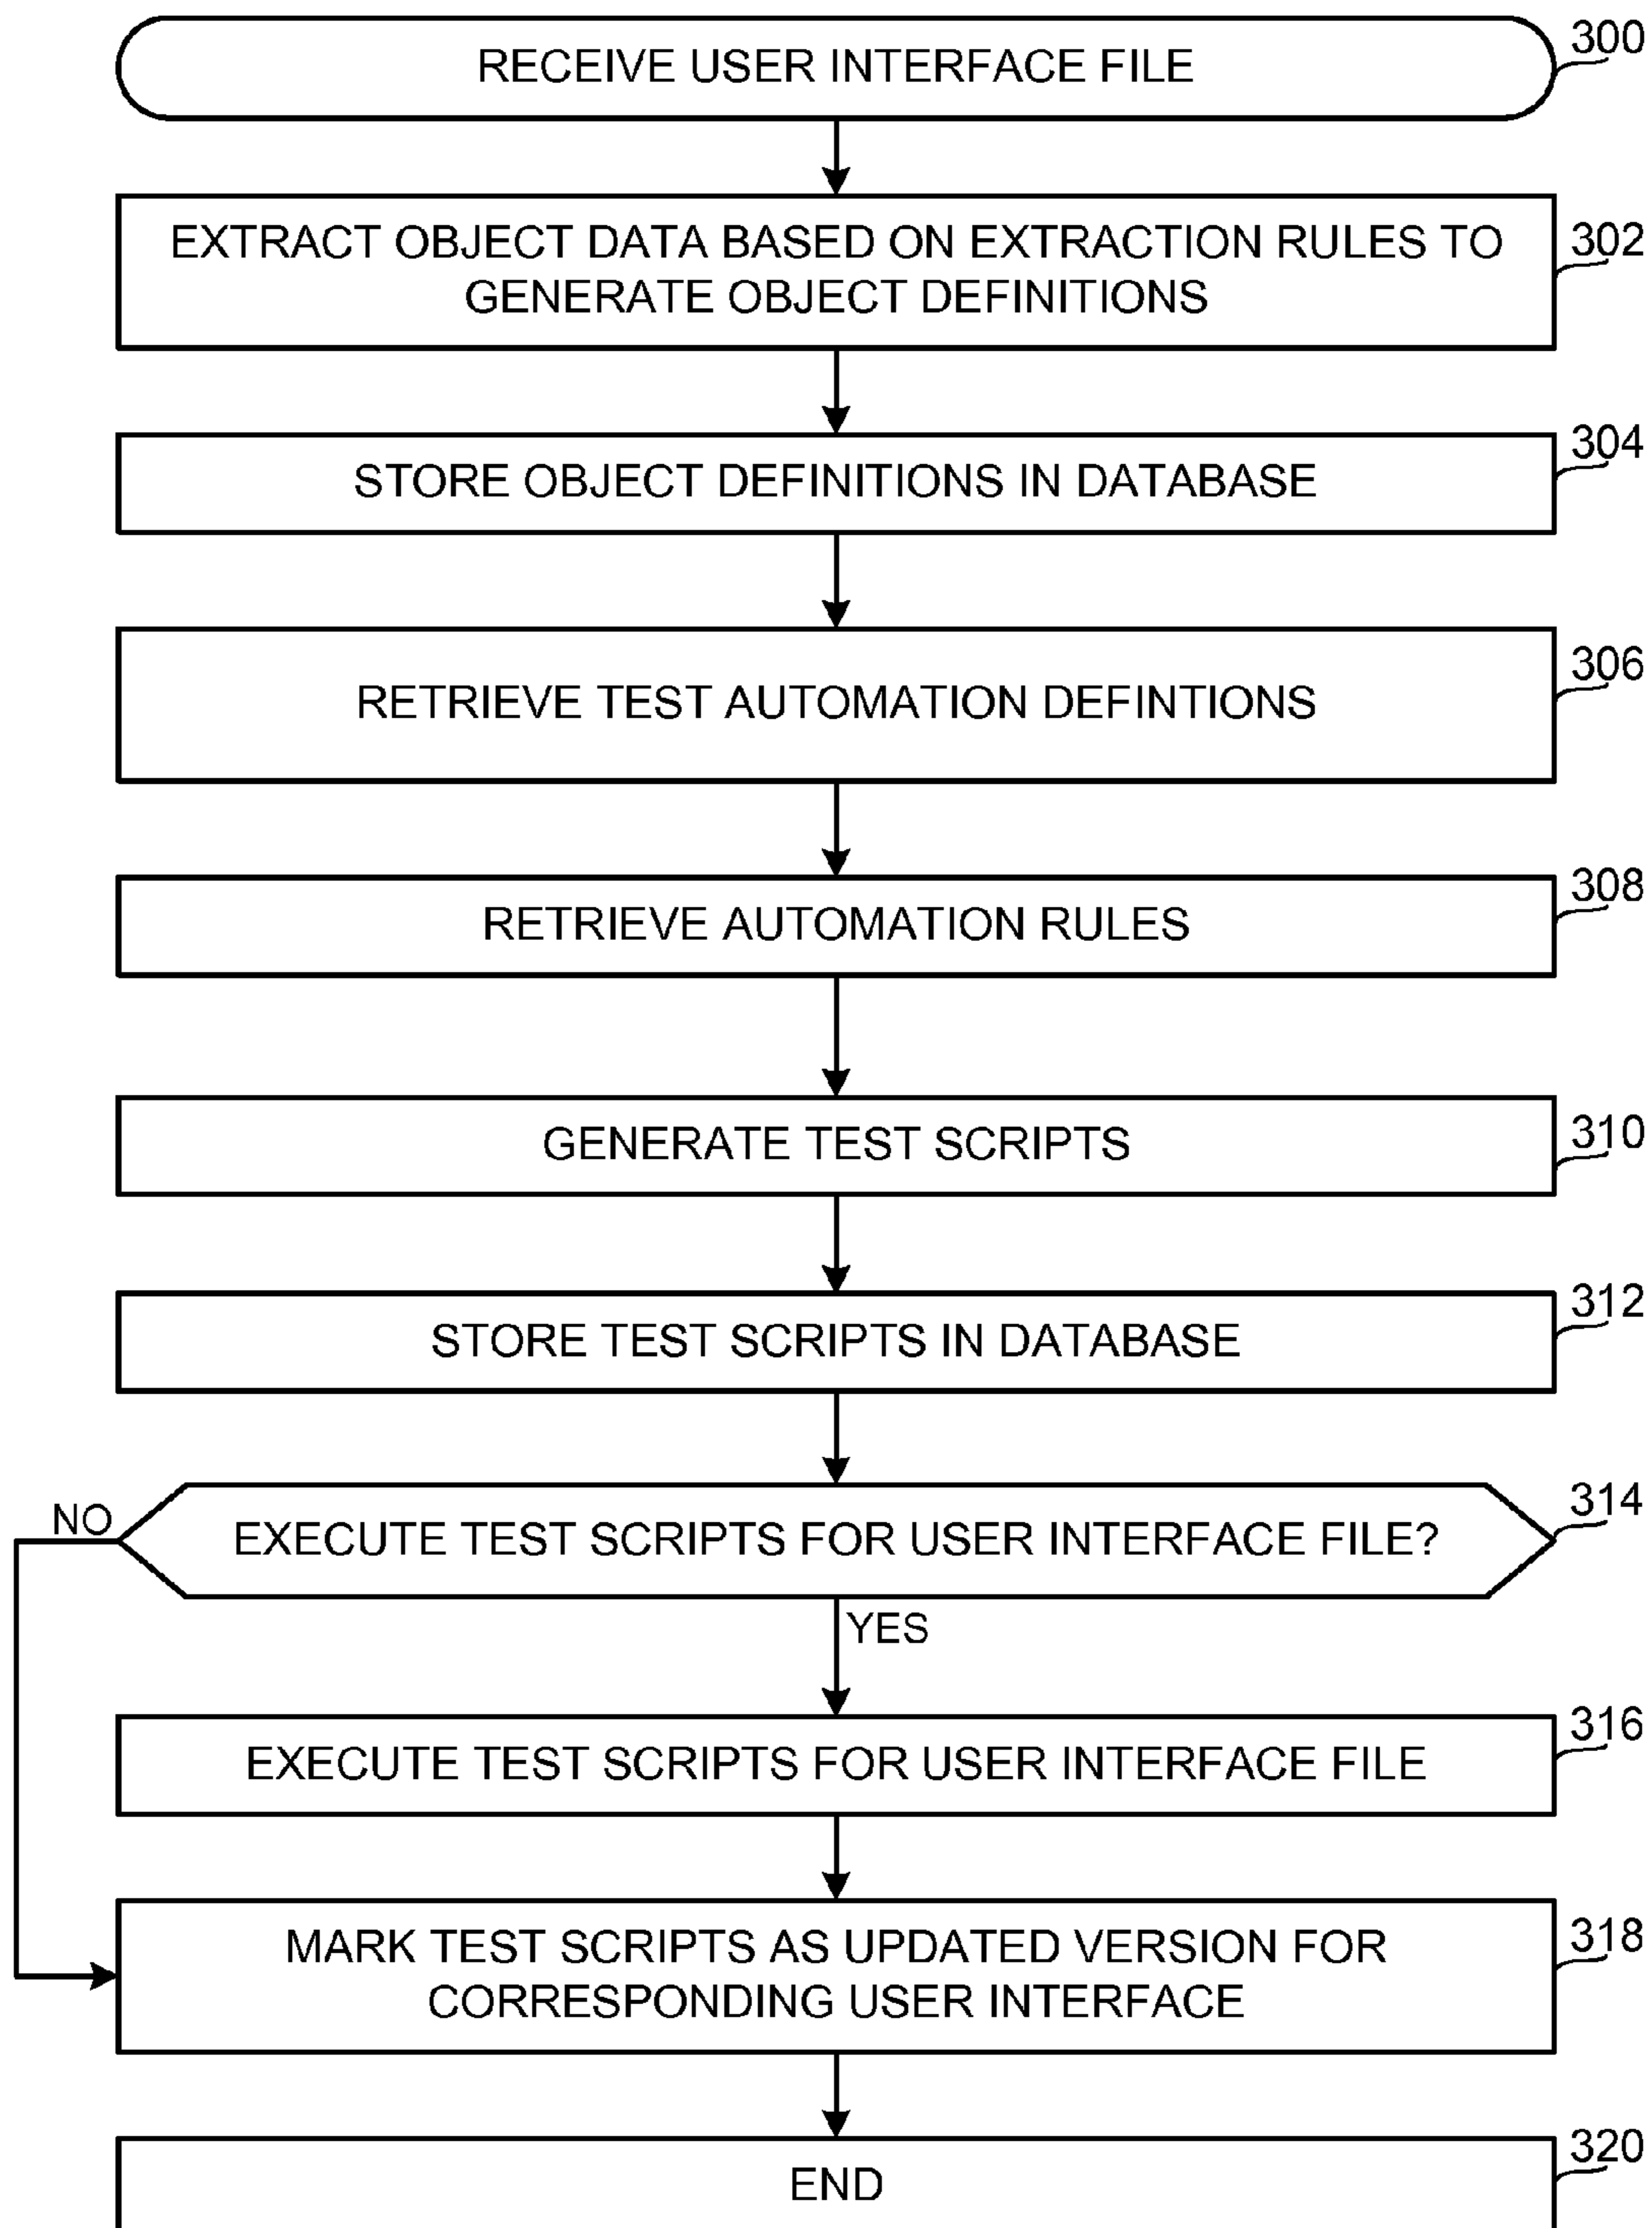 RECEIVE USER INTERFACE FILE
300
EXTRACT OBJECT DATA BASED ON EXTRACTION RULES TO
GENERATE OBJECT DEFINITIONS
302
STORE OBJECT DEFINITIONS IN DATABASE
304
RETRIEVE TEST AUTOMATION DEFINTIONS
306
RETRIEVE AUTOMATION RULES
308
GENERATE TEST SCRIPTS
310
STORE TEST SCRIPTS IN DATABASE
312
NO
EXECUTE TEST SCRIPTS FOR USER INTERFACE FILE?
314
YES
EXECUTE TEST SCRIPTS FOR USER INTERFACE FILE
316
MARK TEST SCRIPTS AS UPDATED VERSION FOR
CORRESPONDING USER INTERFACE
318
END
320